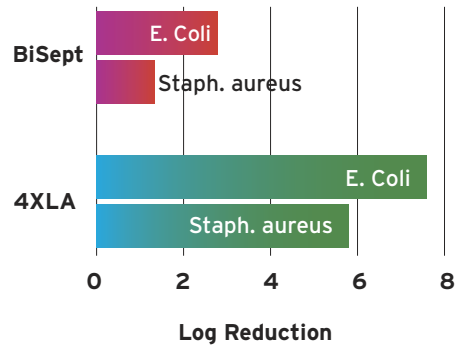 E. Coli
BiSept
Staph. aureus
E. Coli
4XLA
Staph. aureus
0 2 4 6 8
Log Reduction